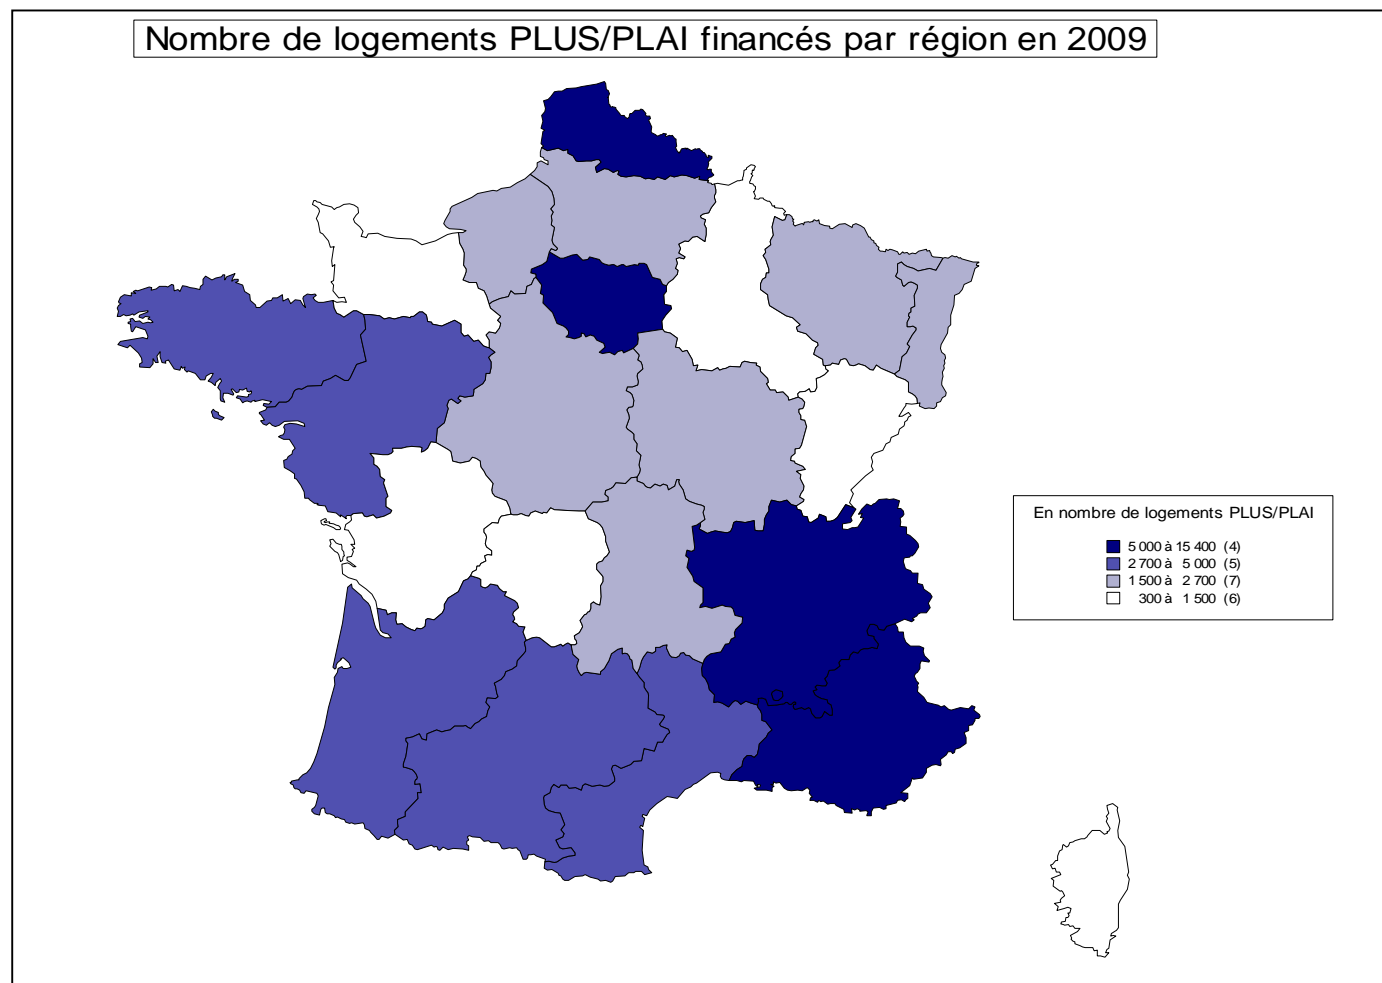 Nombre de logements PLUS/PLAI financés par région en 2009
En nombre de logements PLUS/PLAI
5 000 à 15 400 (4)
2 700 à 5 000 (5)
1 500 à 2 700 (7)
300 à 1 500 (6)